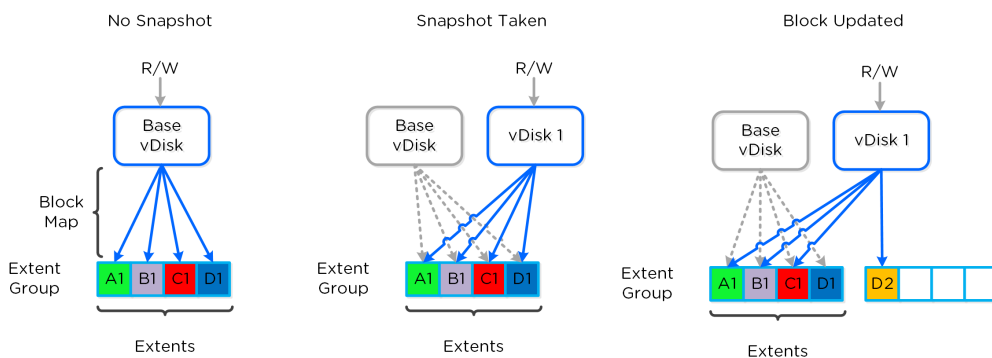 No Snapshot
Snapshot Taken
Block Updated
R/W
R/W
R/W
Base
vDisk
Base
vDisk
vDisk 1
Base
vDisk
vDisk 1
Block
Map
Extent
Group
A1 B1 C1 D1
Extents
Extent
Group
A1 B1 C1 D1
Extents
Extent
Group
A1 B1 C1 D1
D2
Extents